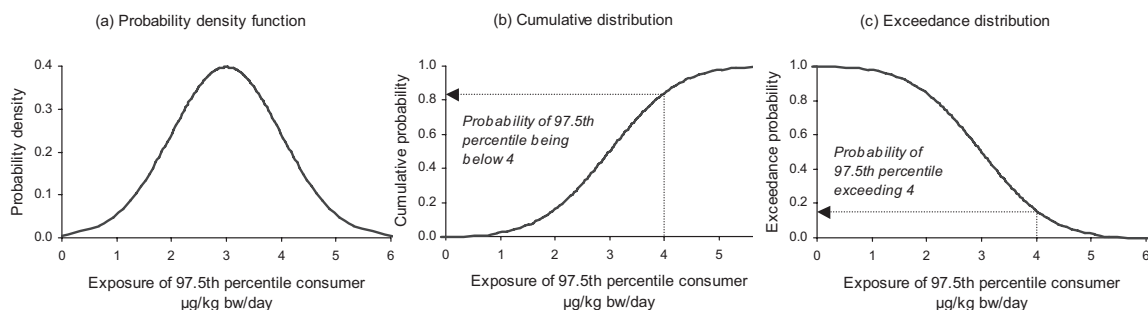 (a) Probability density function
Probability density
0.4
0.3
0.2
0.1
0.0
0 1 2 3 4 5 6
Exposure of 97.5th percentile consumer
µg/kg bw/day
(b) Cumulative distribution
Cumulative probability
1.0
0.8
0.6
0.4
0.2
0.0
Probability of 97.5th
percentile being
below 4
0 1 2 3 4 5
Exposure of 97.5th percentile consumer
µg/kg bw/day
(c) Exceedance distribution
Exceedance probability
1.0
0.8
0.6
0.4
0.2
0.0
Probability of
97.5th percentile
exceeding 4
0 1 2 3 4 5 6
Exposure of 97.5th percentile consumer
µg/kg bw/day